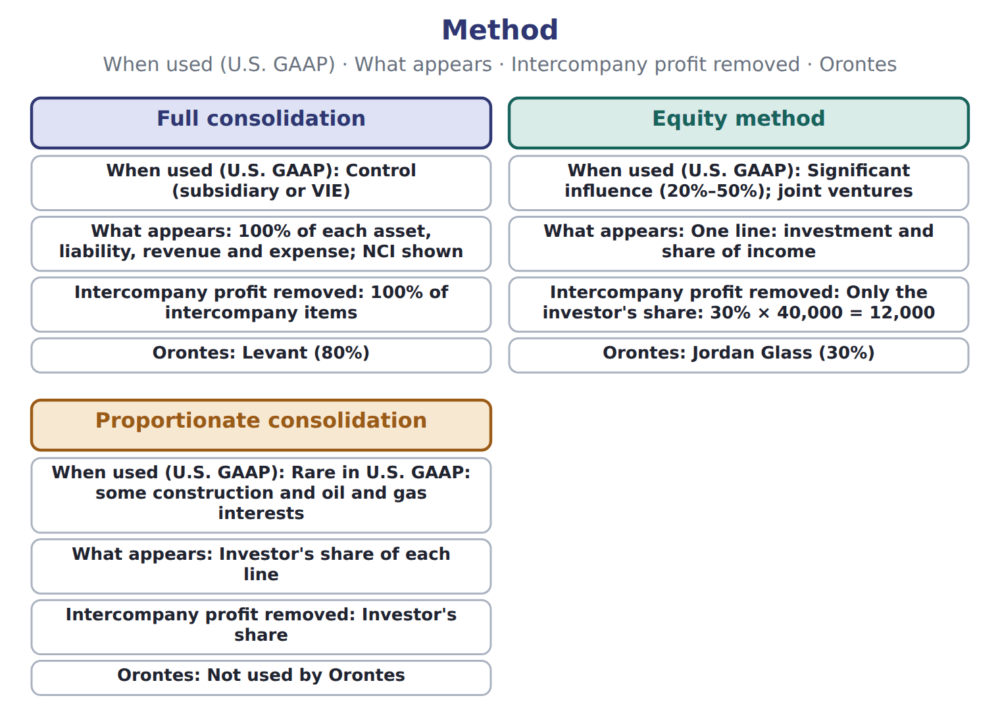 Method
When used (U.S. GAAP) · What appears · Intercompany profit removed · Orontes
Full consolidation
When used (U.S. GAAP): Control
(subsidiary or VIE)
What appears: 100% of each asset,
liability, revenue and expense; NCI shown
Intercompany profit removed: 100% of
intercompany items
Orontes: Levant (80%)
Equity method
When used (U.S. GAAP): Significant
influence (20%–50%); joint ventures
What appears: One line: investment and
share of income
Intercompany profit removed: Only the
investor's share: 30% × 40,000 = 12,000
Orontes: Jordan Glass (30%)
Proportionate consolidation
When used (U.S. GAAP): Rare in U.S. GAAP:
some construction and oil and gas
interests
What appears: Investor's share of each
line
Intercompany profit removed: Investor's
share
Orontes: Not used by Orontes